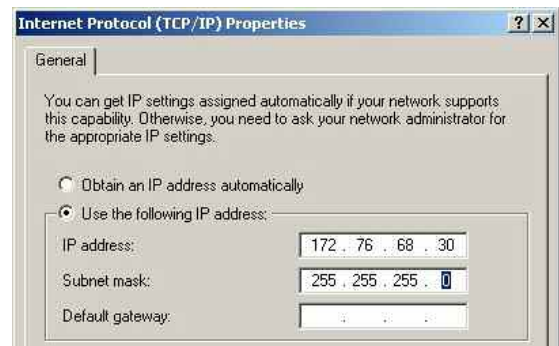 Internet Protocol (TCP/IP) Properties
General
You can get IP settings assigned automatically if your network supports
this capability. Otherwise, you need to ask your network administrator for
the appropriate IP settings.
Obtain an IP address automatically
Use the following IP address:
IP address: 172 . 76 . 68 . 30
Subnet mask: 255 . 255 . 255 . 0
Default gateway: . . .